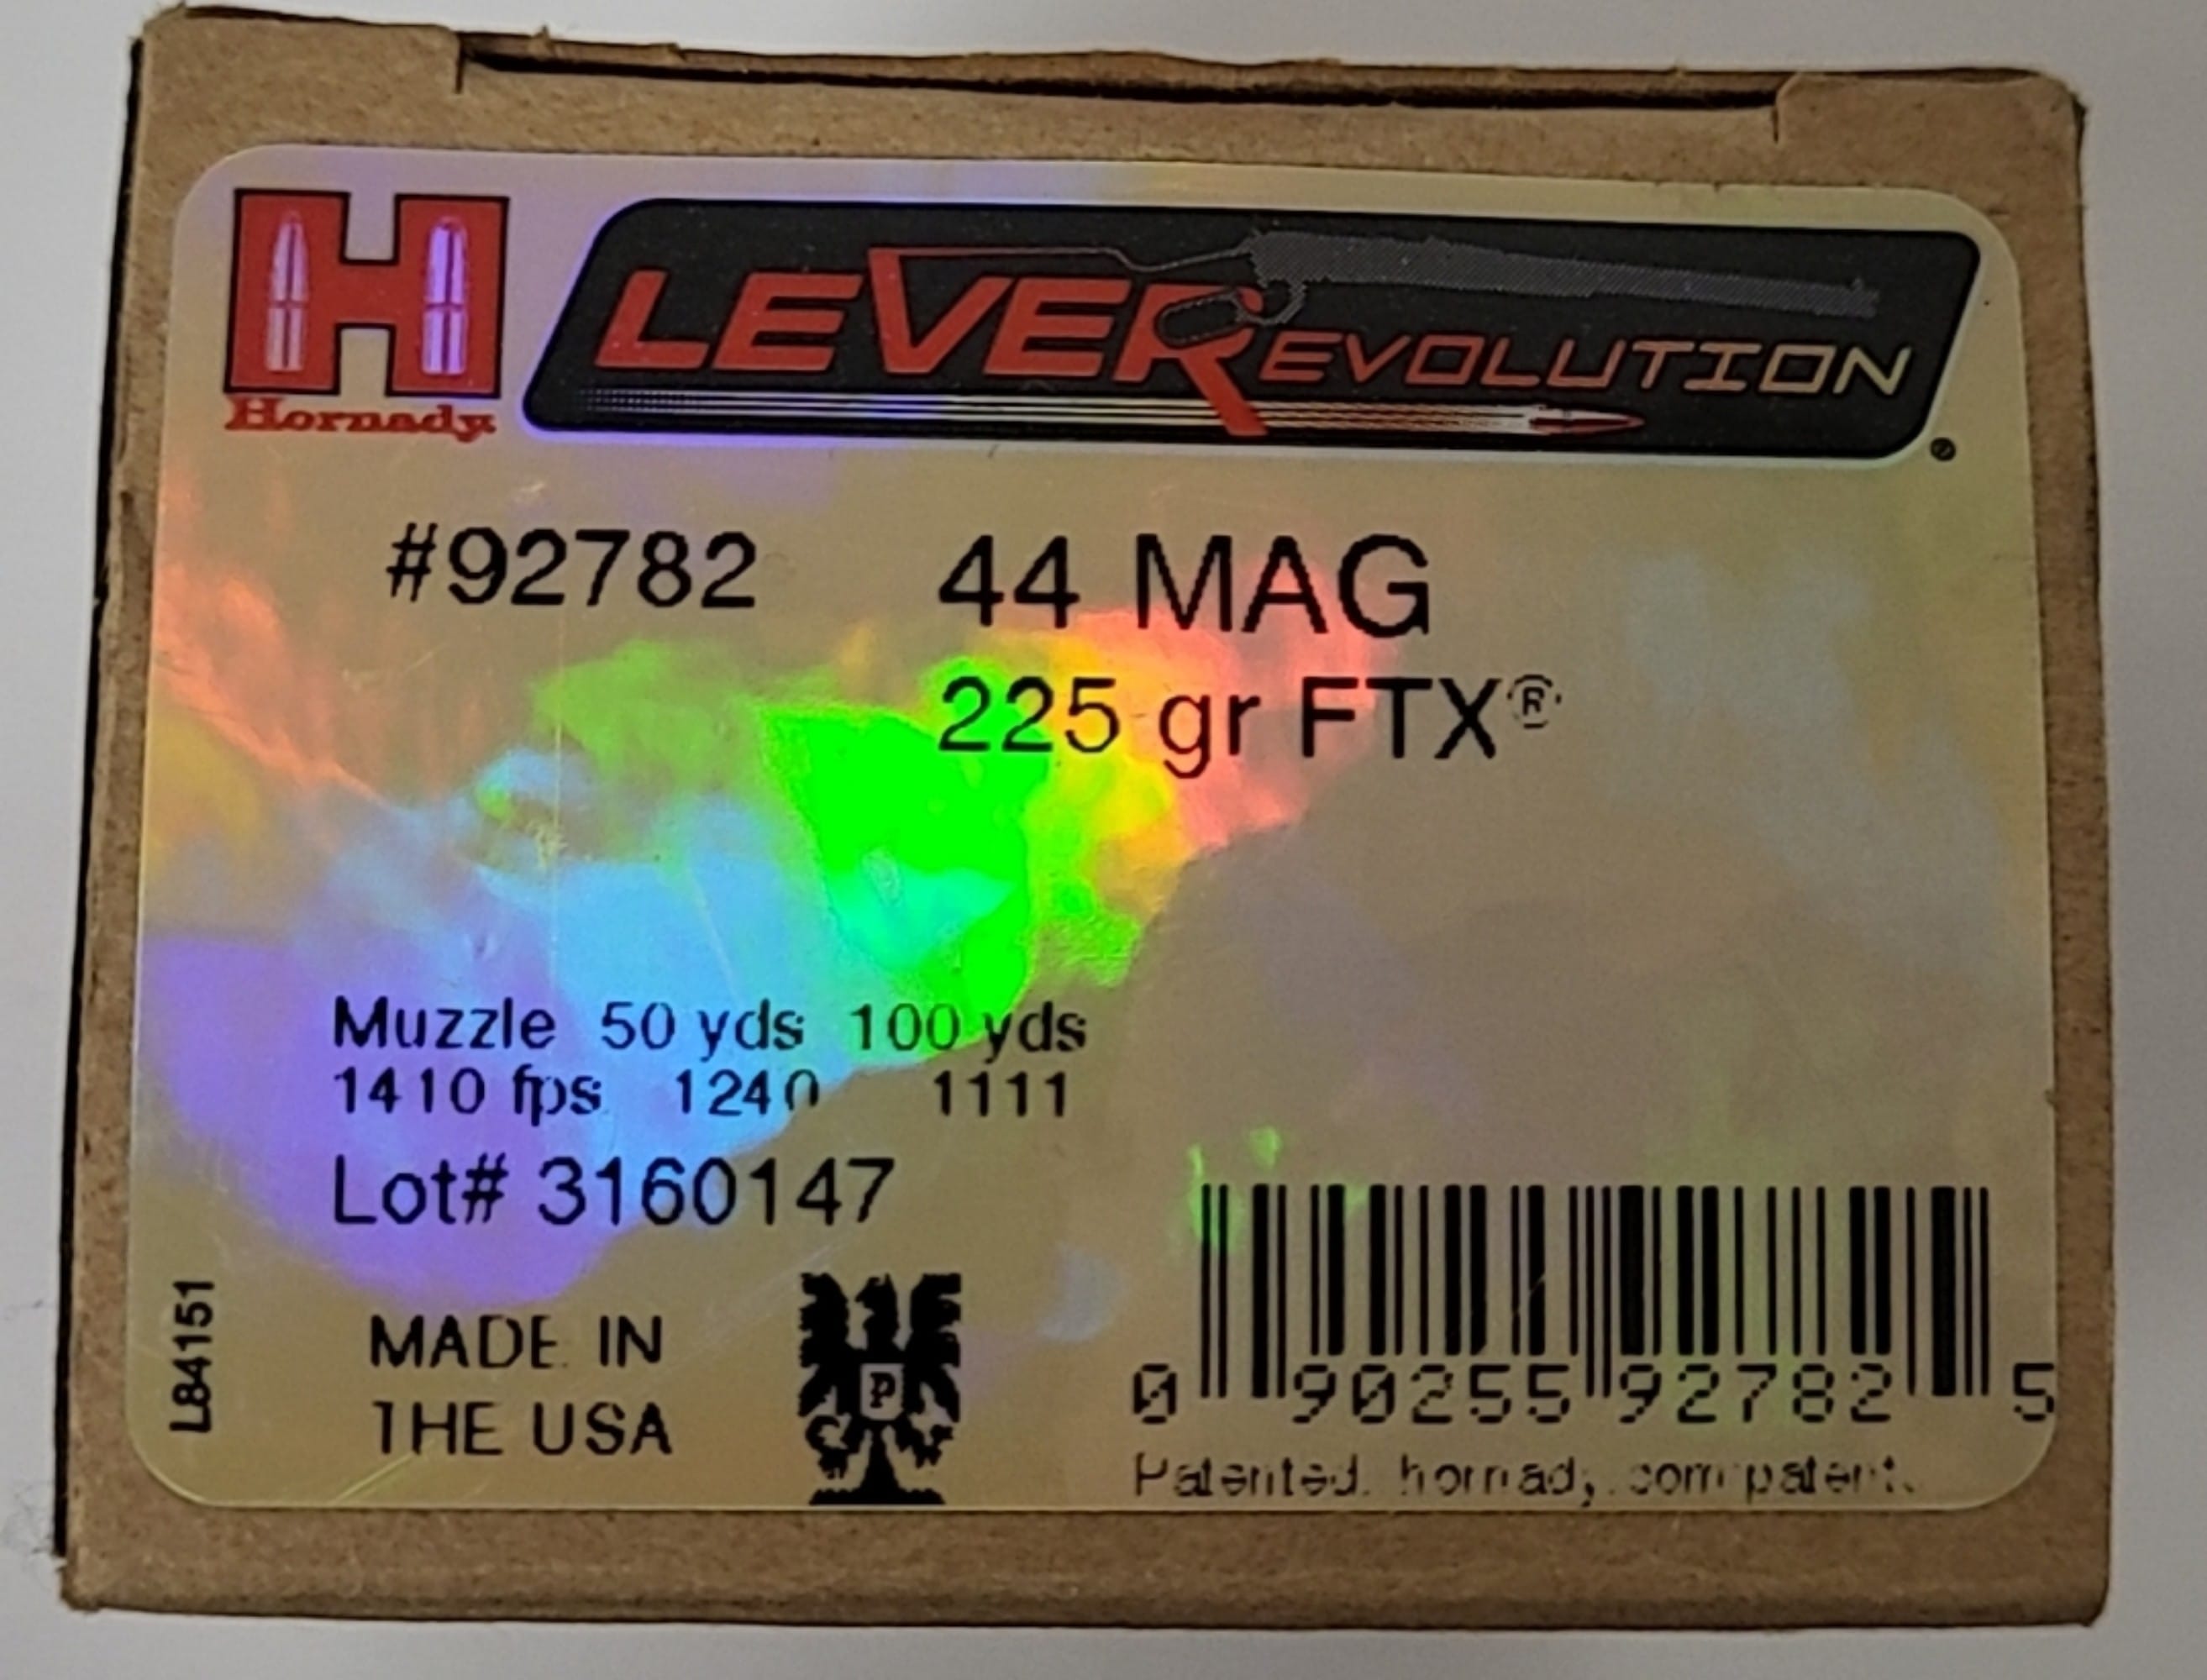 Hornady
LEVEREVOLUTION
#92782 44 MAG
225 gr FTX®
Muzzle 50 yds 100 yds
1410 fps 1240 1111
Lot# 3160147
L84151
MADE IN
THE USA
P
0 90255 92782 5
Patented. hornady.com/patent